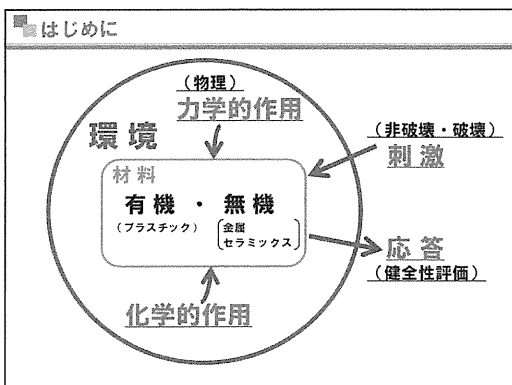 はじめに
(物理)
力学的作用
環境
(非破壊・破壊)
刺激
材料
有機・無機
(プラスチック)
金属
セラミックス
応答
(健全性評価)
化学的作用